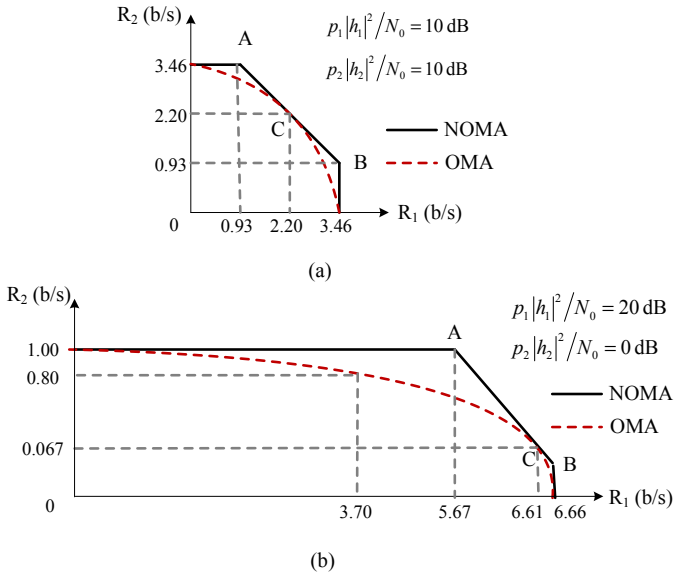 R₂ (b/s)
A
p₁|h₁|²/N₀ = 10 dB
p₂|h₂|²/N₀ = 10 dB
3.46
2.20
0.93
C
B
NOMA
OMA
0
0.93
2.20
3.46
R₁ (b/s)
(a)
R₂ (b/s)
A
p₁|h₁|²/N₀ = 20 dB
p₂|h₂|²/N₀ = 0 dB
1.00
0.80
0.067
C
B
NOMA
OMA
0
3.70
5.67
6.61
6.66
R₁ (b/s)
(b)